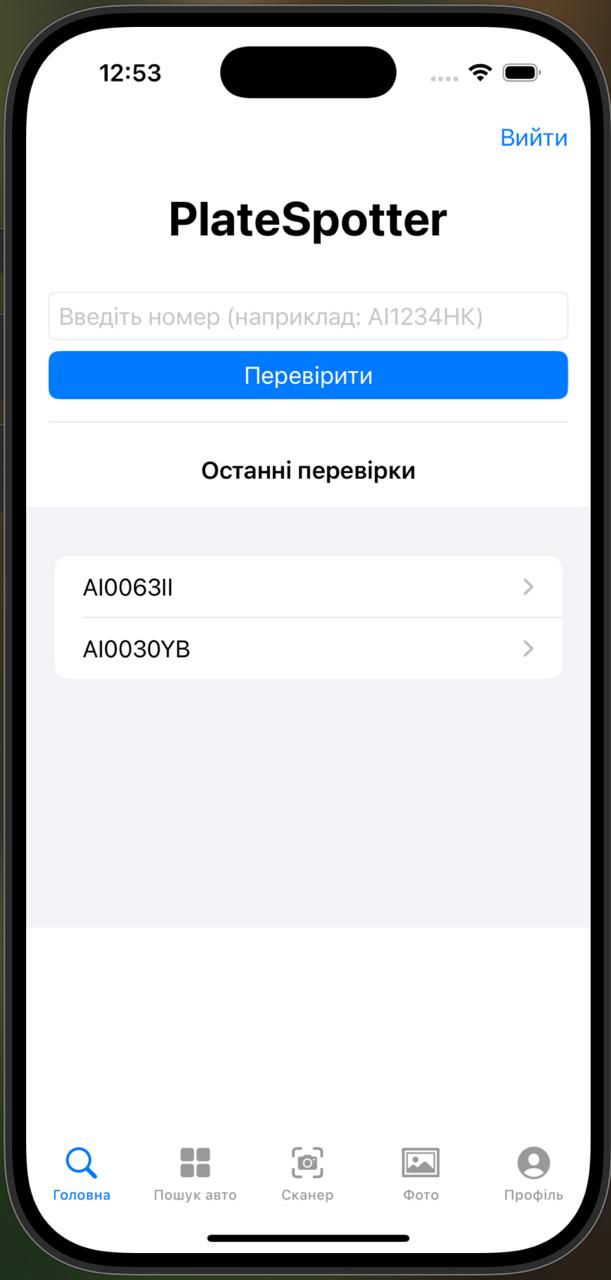 12:53
Вийти
PlateSpotter
Введіть номер (наприклад: AI1234HK)
Перевірити
Останні перевірки
AI0063II
AI0030YB
Головна
Пошук авто
Сканер
Фото
Профіль